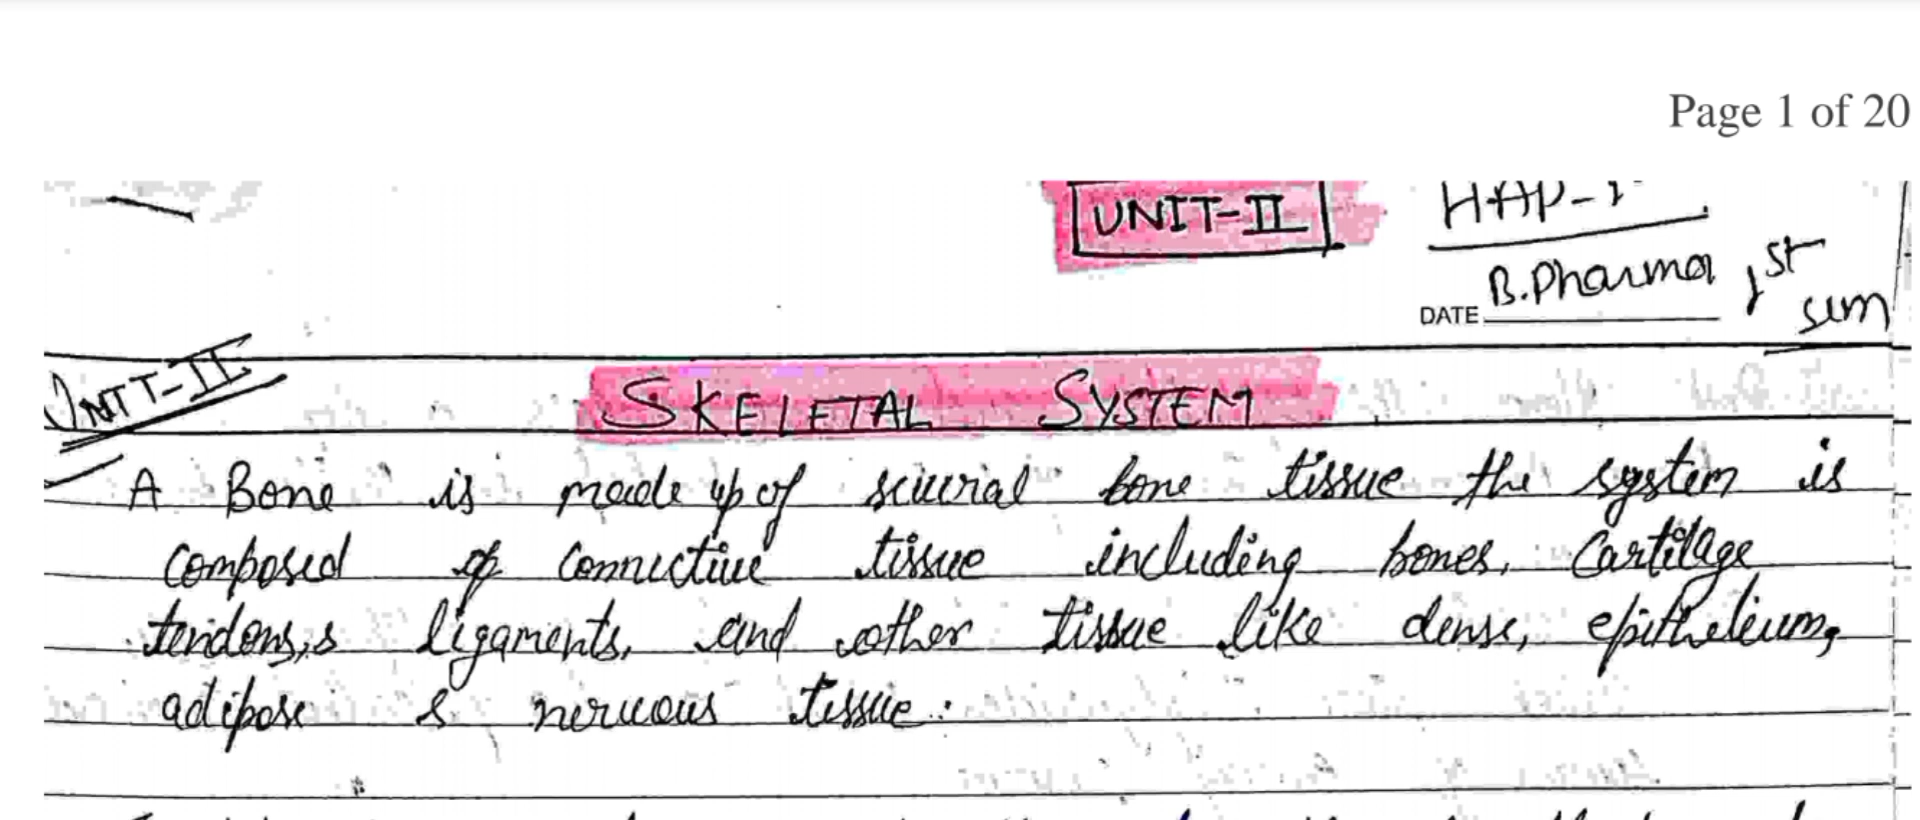 Page 1 of 20
UNIT-II
HAP-1
B.Pharma 1st
DATE
sem
UNIT-II
SKELETAL SYSTEM
A Bone is made up of several bone tissue the system is
composed of connective tissue including bones, Cartilage
tendons,s ligaments, and other tissue like dense, epithelium,
adipose & nervous tissue.